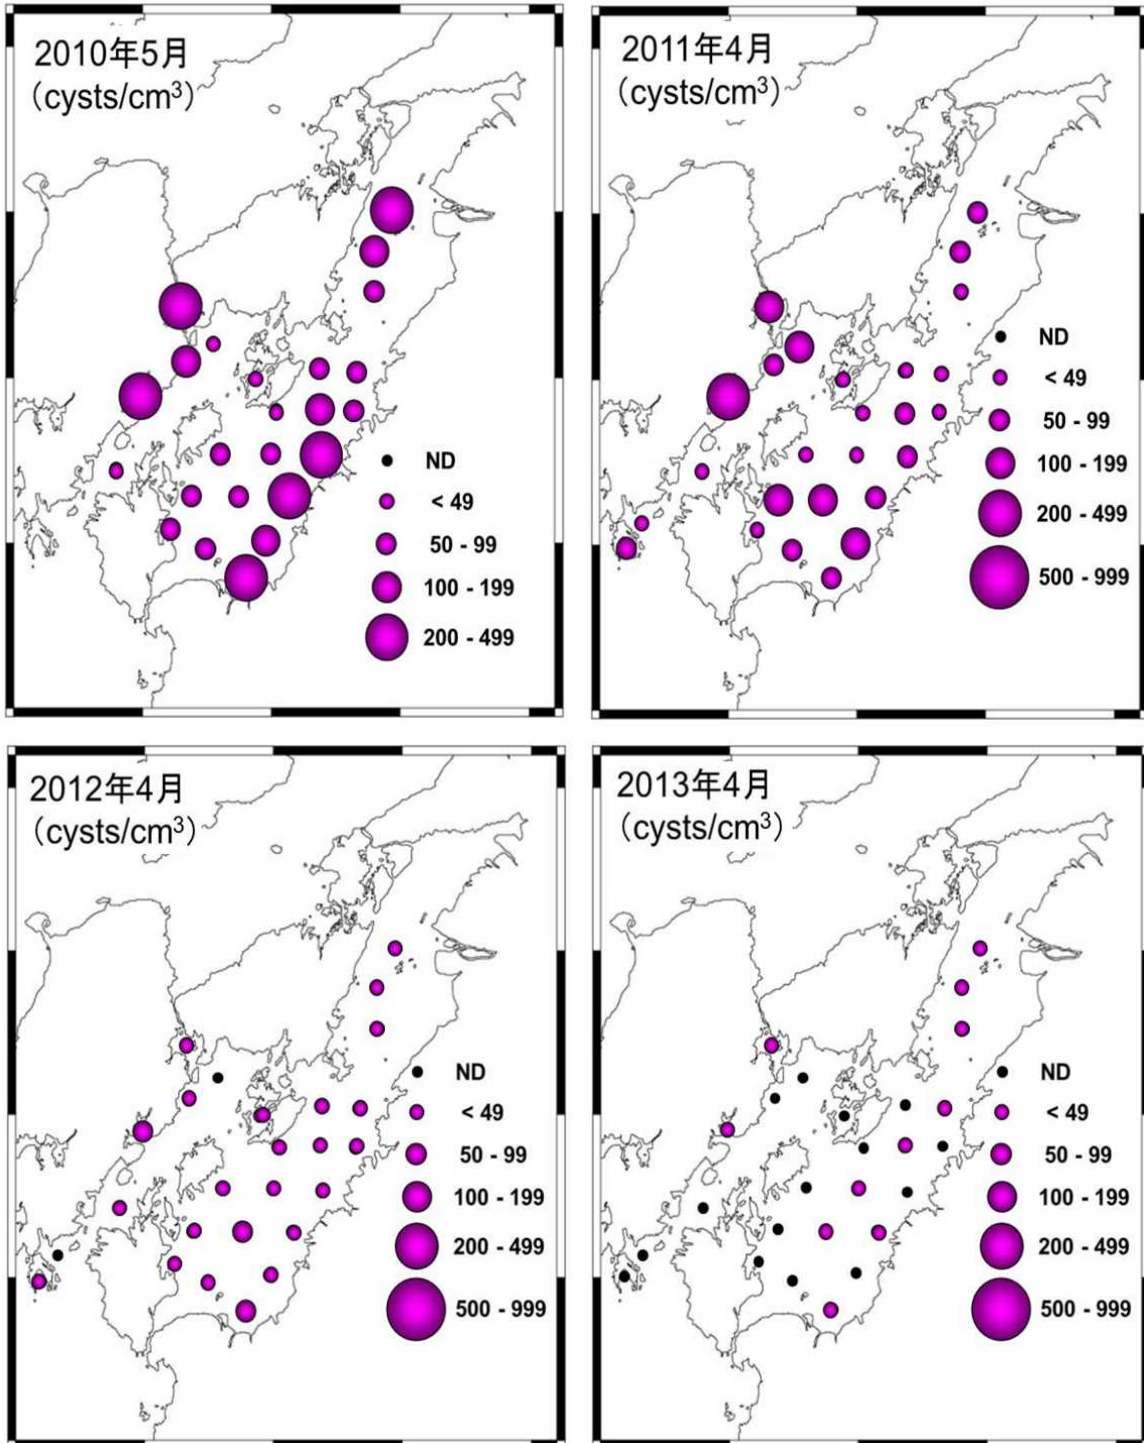 2010年5月
（cysts/cm³）
ND
< 49
50 - 99
100 - 199
200 - 499
2011年4月
（cysts/cm³）
ND
< 49
50 - 99
100 - 199
200 - 499
500 - 999
2012年4月
（cysts/cm³）
ND
< 49
50 - 99
100 - 199
200 - 499
500 - 999
2013年4月
（cysts/cm³）
ND
< 49
50 - 99
100 - 199
200 - 499
500 - 999